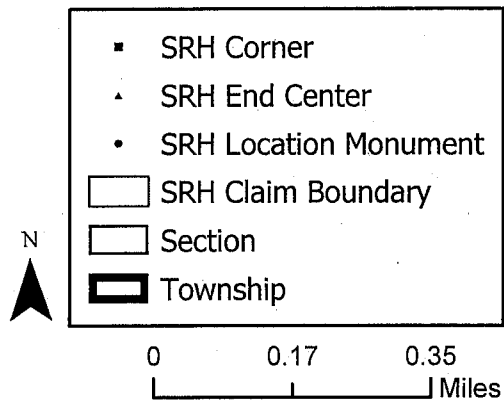 SRH Corner
SRH End Center
SRH Location Monument
SRH Claim Boundary
Section
Township
N
0 0.17 0.35
Miles